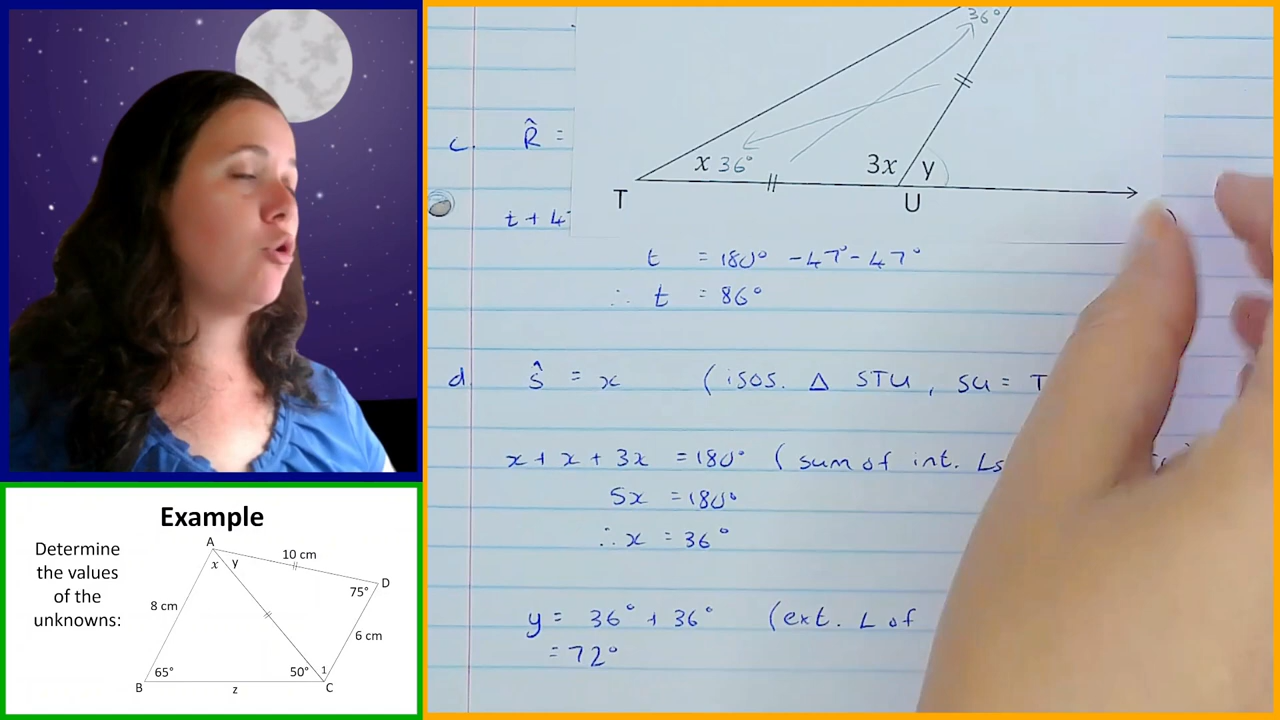 Example
Determine
the values
of the
unknowns:
A
x
y
10 cm
D
75°
8 cm
6 cm
65°
50°
1
B
z
C
36°
x 36°
3x
y
T
U
c. R̂ =
t + 4
t = 180° - 47° - 47°
∴ t = 86°
d Ŝ = x (isos. Δ STU, SU = T
x + x + 3x = 180° (sum of int. Ls
5x = 180°
∴ x = 36°
y = 36° + 36° (ext. L of
= 72°